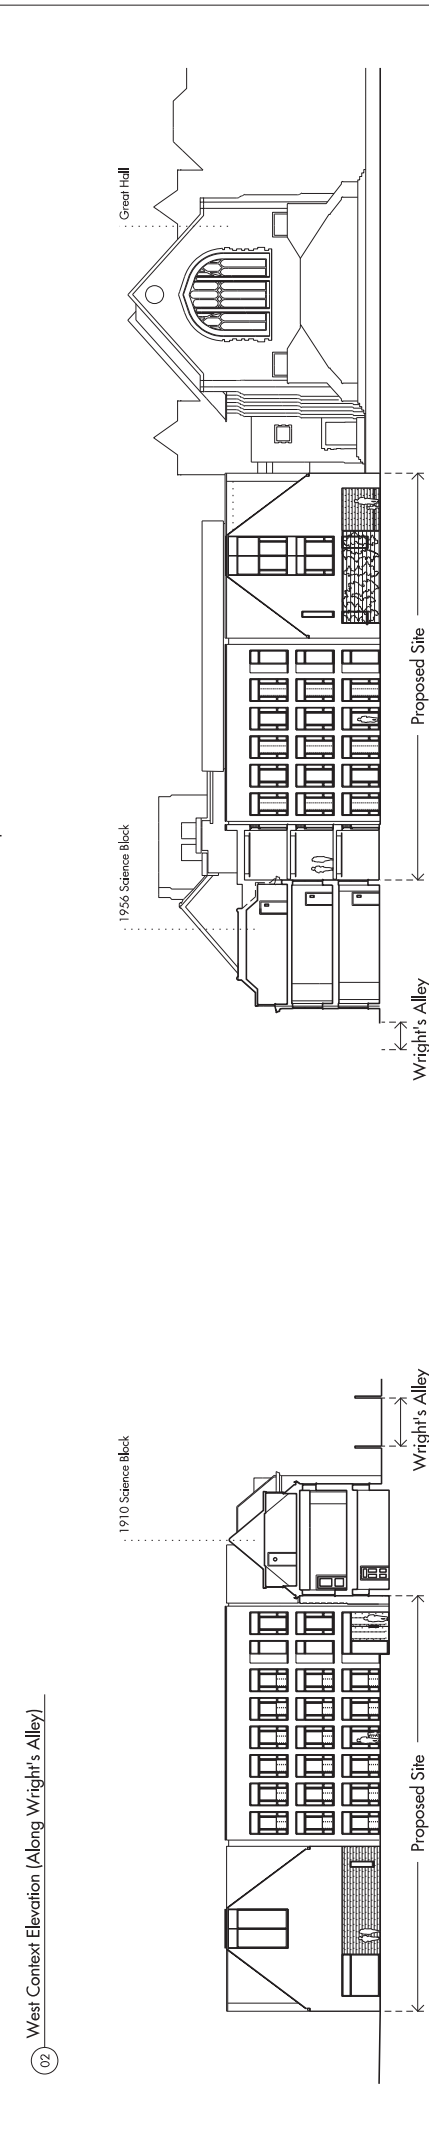 02
West Context Elevation (Along Wright's Alley)
1910 Science Block
Proposed Site
Wright's Alley
Wright's Alley
1956 Science Block
Proposed Site
Great Hall